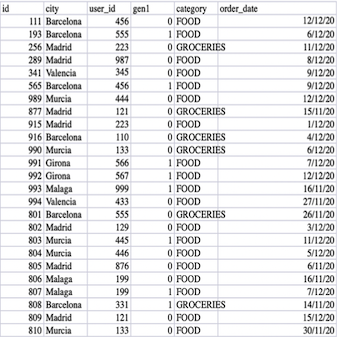 id city user_id gen1 category order_date
111 Barcelona 456 0 FOOD 12/12/20
193 Barcelona 555 1 FOOD 6/12/20
256 Madrid 223 0 GROCERIES 11/12/20
289 Madrid 987 0 FOOD 8/12/20
341 Valencia 345 0 FOOD 9/12/20
565 Barcelona 456 1 FOOD 9/12/20
989 Murcia 444 0 FOOD 12/12/20
877 Madrid 121 0 GROCERIES 15/11/20
915 Madrid 223 0 FOOD 1/12/20
916 Barcelona 110 0 GROCERIES 4/12/20
990 Murcia 133 0 GROCERIES 6/12/20
991 Girona 566 1 FOOD 7/12/20
992 Girona 567 1 FOOD 12/12/20
993 Malaga 999 1 FOOD 16/11/20
994 Valencia 433 0 FOOD 27/11/20
801 Barcelona 555 0 GROCERIES 26/11/20
802 Madrid 129 0 FOOD 3/12/20
803 Murcia 445 1 FOOD 11/12/20
804 Murcia 446 0 FOOD 5/12/20
805 Murcia 876 0 FOOD 6/11/20
806 Malaga 199 0 FOOD 16/11/20
807 Malaga 199 1 FOOD 7/12/20
808 Barcelona 331 1 GROCERIES 14/11/20
809 Madrid 121 0 FOOD 15/12/20
810 Murcia 133 0 FOOD 30/11/20